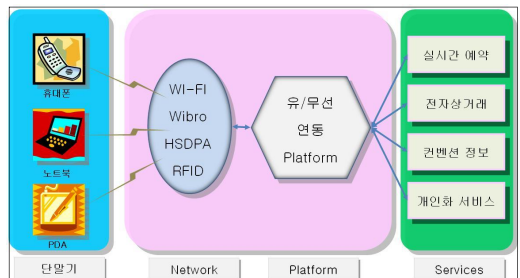 휴대폰
노트북
PDA
WI-FI
Wibro
HSDPA
RFID
유/무선
연동
Platform
실시간 예약
전자상거래
컨벤션 정보
개인화 서비스
단말기
Network
Platform
Services